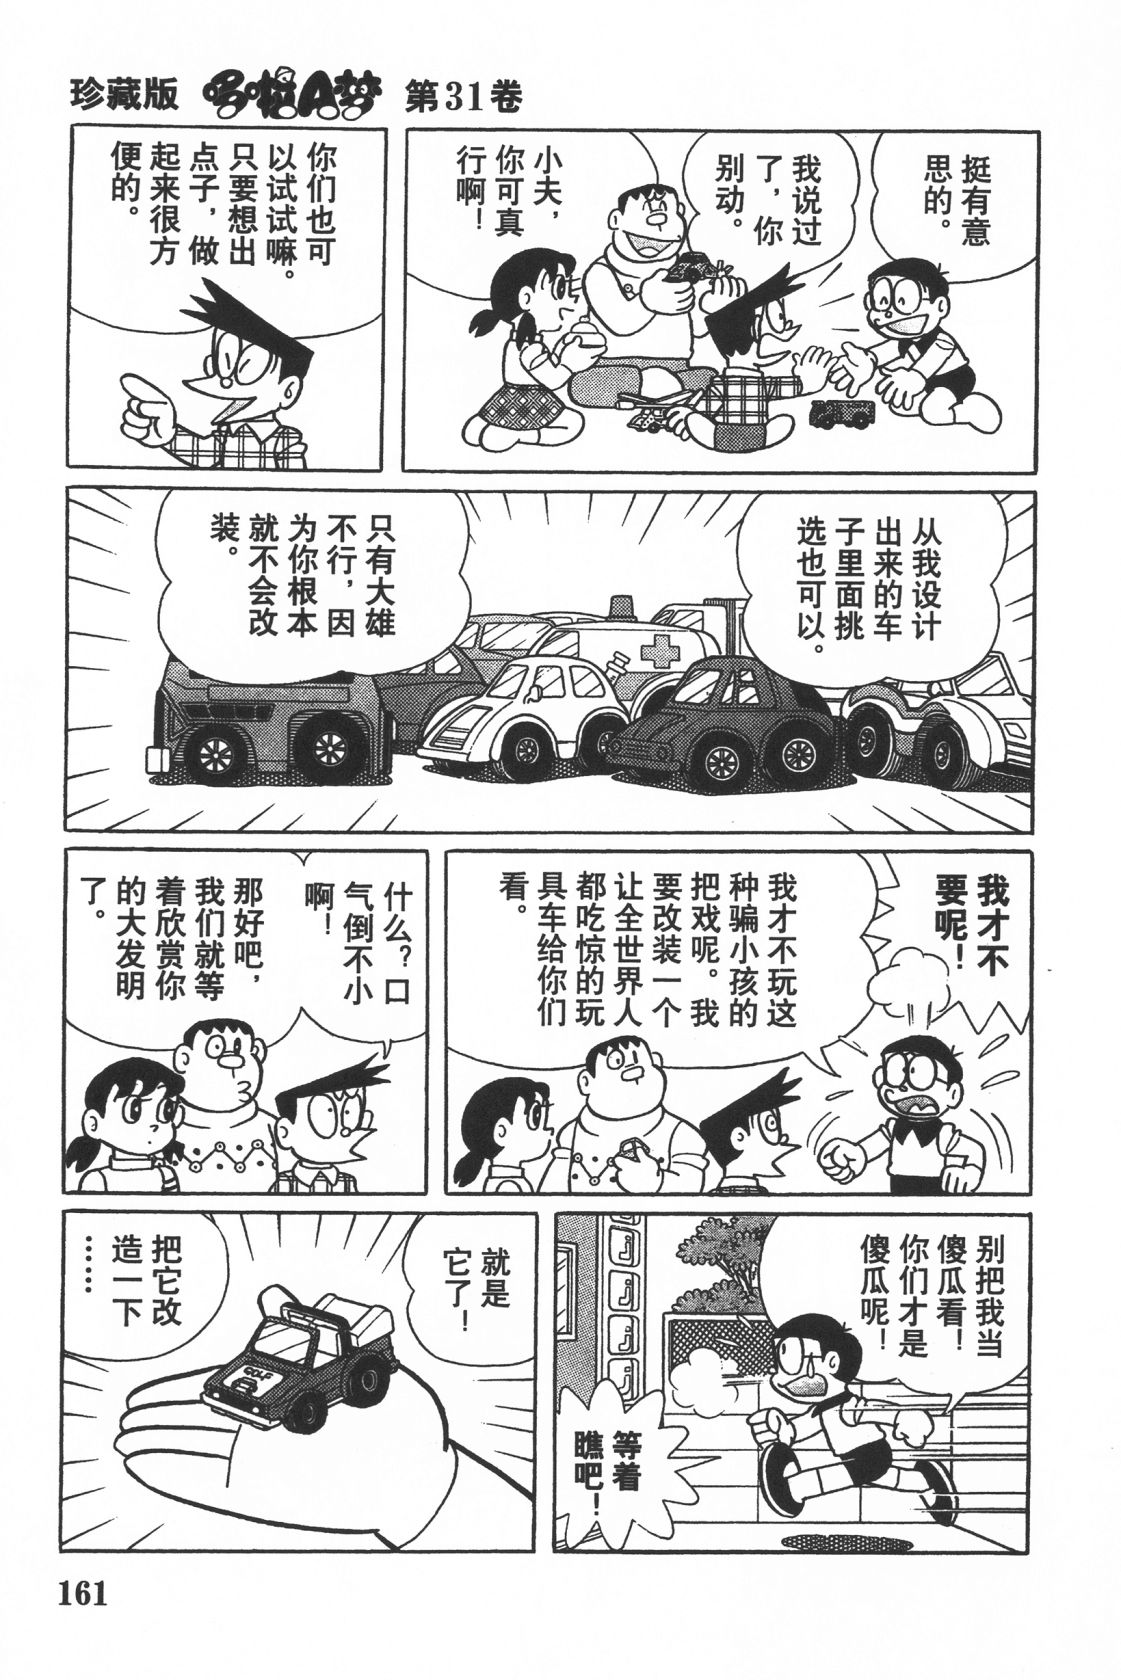 珍藏版 哆啦A梦 第31卷
挺有意
思的。
我说过
了，你
别动。
小夫，
你可真
行啊！
你们也可
以试试嘛。
只要想出
点子，做
起来很方
便的。
从我设计
出来的车
子里面挑
选也可以。
只有大雄
不行，因
为你根本
就不会改
装。
我才不
要呢！
我才不玩这
种骗小孩的
把戏呢。我
要改装一个
让全世界人
都吃惊的玩
具车给你们
看。
什么？口
气倒不小
啊！
那好吧，
我们就等
着欣赏你
的大发明
了。
别把我当
傻瓜看！
你们才是
傻瓜呢！
等着
瞧吧！
就是
它了！
把它改
造一下
……
GOLF
161